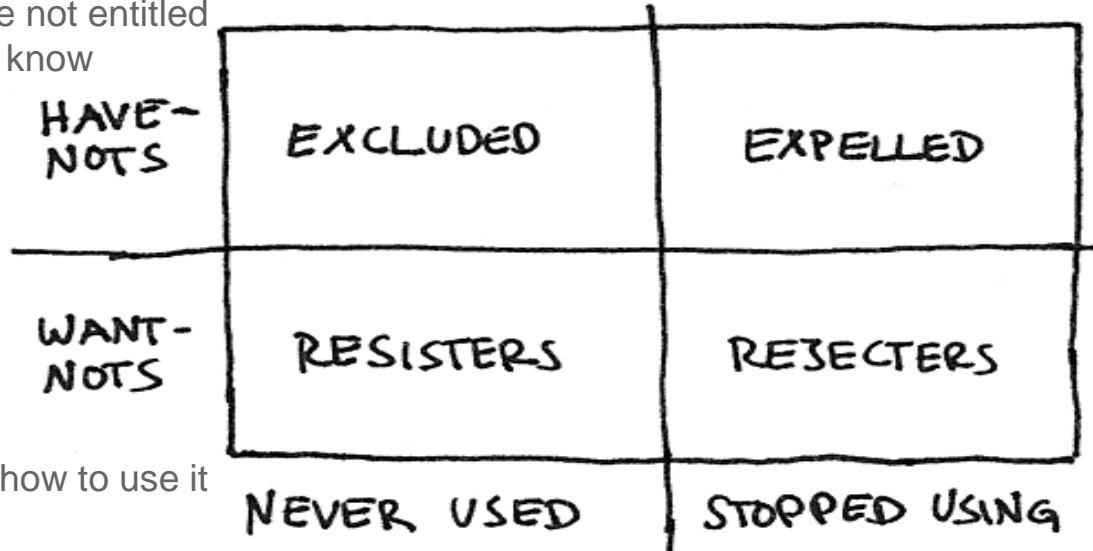 e not entitled
know
HAVE-
NOTS
EXCLUDED
EXPELLED
WANT-
NOTS
RESISTERS
REJECTERS
how to use it
NEVER USED
STOPPED USING